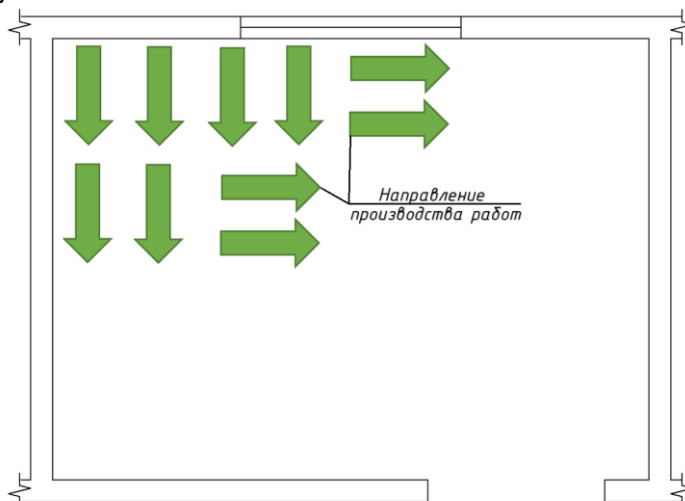 Направление
производства работ